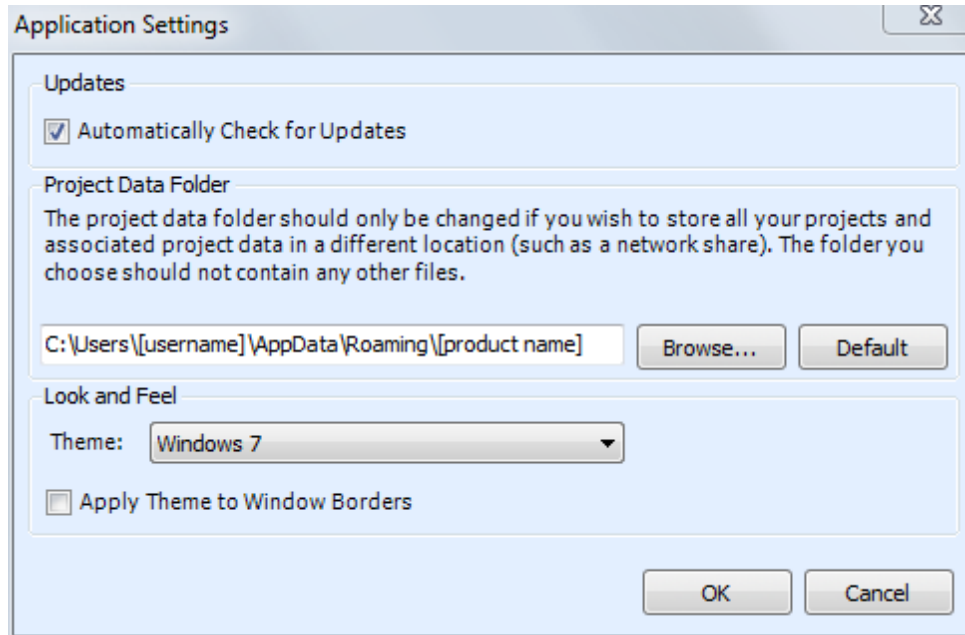 Application Settings
Updates
Automatically Check for Updates
Project Data Folder
The project data folder should only be changed if you wish to store all your projects and
associated project data in a different location (such as a network share). The folder you
choose should not contain any other files.
C:\Users\[username]\AppData\Roaming\[product name]
Browse...
Default
Look and Feel
Theme:
Windows 7
Apply Theme to Window Borders
OK
Cancel